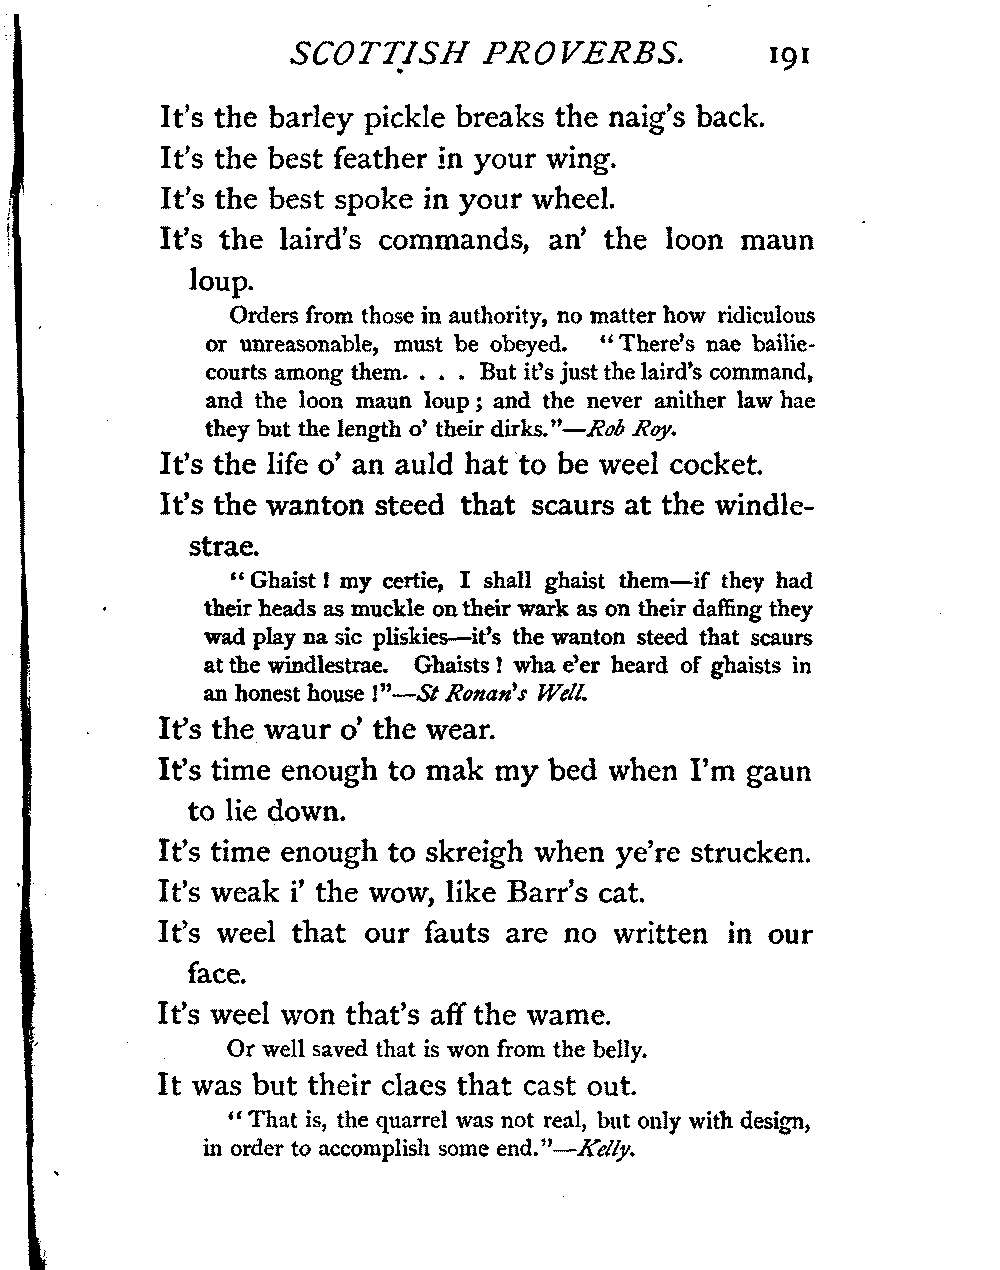 SCOTTISH PROVERBS. 191
It's the barley pickle breaks the naig's back.
It's the best feather in your wing.
It's the best spoke in your wheel.
It's the laird's commands, an' the loon maun
loup.
Orders from those in authority, no matter how ridiculous
or unreasonable, must be obeyed. "There's nae bailie-
courts among them. . . . But it's just the laird's command,
and the loon maun loup; and the never anither law hae
they but the length o' their dirks."—Rob Roy.
It's the life o' an auld hat to be weel cocket.
It's the wanton steed that scaurs at the windle-
strae.
"Ghaist! my certie, I shall ghaist them—if they had
their heads as muckle on their wark as on their daffing they
wad play na sic pliskies—it's the wanton steed that scaurs
at the windlestrae. Ghaists! wha e'er heard of ghaists in
an honest house!"—St Ronan's Well.
It's the waur o' the wear.
It's time enough to mak my bed when I'm gaun
to lie down.
It's time enough to skreigh when ye're strucken.
It's weak i' the wow, like Barr's cat.
It's weel that our fauts are no written in our
face.
It's weel won that's aff the wame.
Or well saved that is won from the belly.
It was but their claes that cast out.
"That is, the quarrel was not real, but only with design,
in order to accomplish some end."—Kelly.